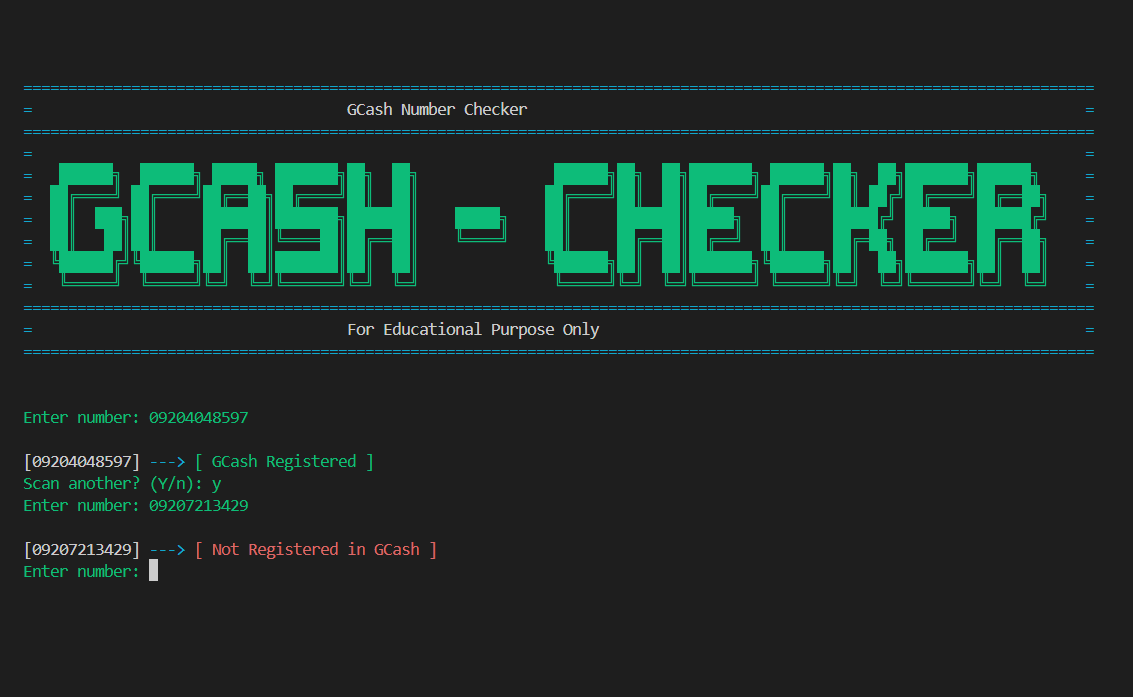 GCash Number Checker
GCASH - CHECKER
For Educational Purpose Only
Enter number: 09204048597
[09204048597] ---> [ GCash Registered ]
Scan another? (Y/n): y
Enter number: 09207213429
[09207213429] ---> [ Not Registered in GCash ]
Enter number: